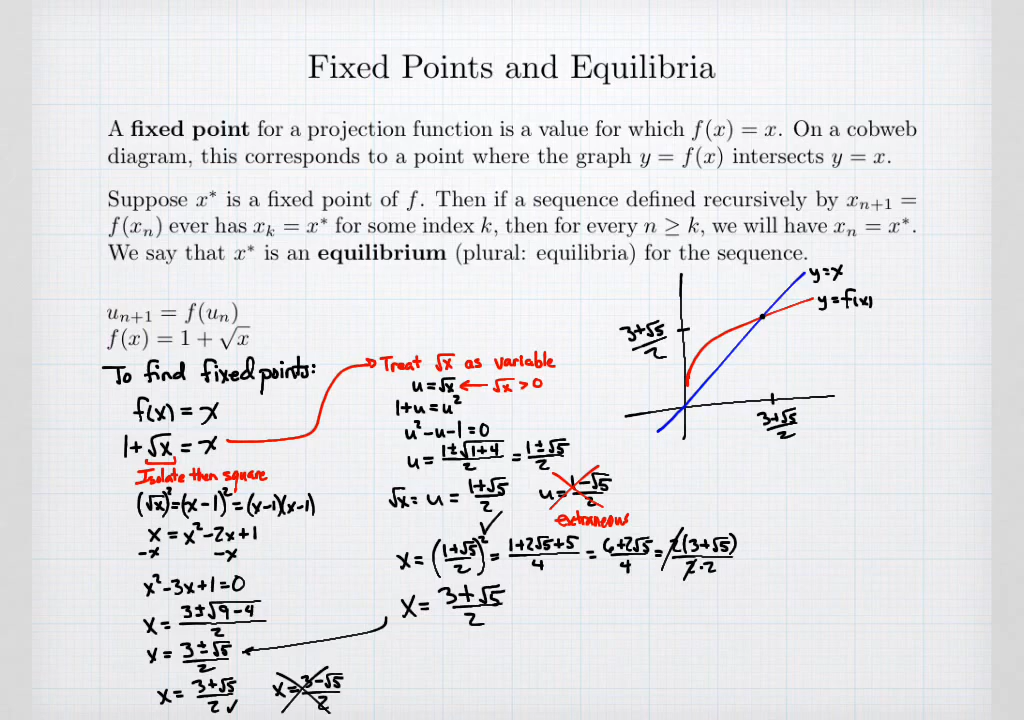 Fixed Points and Equilibria
A fixed point for a projection function is a value for which f(x) = x. On a cobweb
diagram, this corresponds to a point where the graph y = f(x) intersects y = x.
Suppose x* is a fixed point of f. Then if a sequence defined recursively by xₙ₊₁ =
f(xₙ) ever has xₖ = x* for some index k, then for every n ≥ k, we will have xₙ = x*.
We say that x* is an equilibrium (plural: equilibria) for the sequence.
uₙ₊₁ = f(uₙ)
f(x) = 1 + √x
To find fixed points:
f(x) = x
1+√x = x
Isolate then square
(√x)² = (x-1)² = (x-1)(x-1)
x = x²-2x+1
-x -x
x²-3x+1=0
x = (3±√(9-4))/2
x = (3±√5)/2
x = (3+√5)/2 ✓ x = (3-√5)/2
→ Treat √x as variable
u = √x ← √x > 0
1+u = u²
u²-u-1=0
u = (1±√(1+4))/2 = (1±√5)/2
√x = u = (1+√5)/2 ✓ u = (1-√5)/2
extraneous
x = ((1+√5)/2)² = (1+2√5+5)/4 = (6+2√5)/4 = 2(3+√5)/(2·2)
x = (3+√5)/2
y=x
y=f(x)
(3+√5)/2
(3+√5)/2